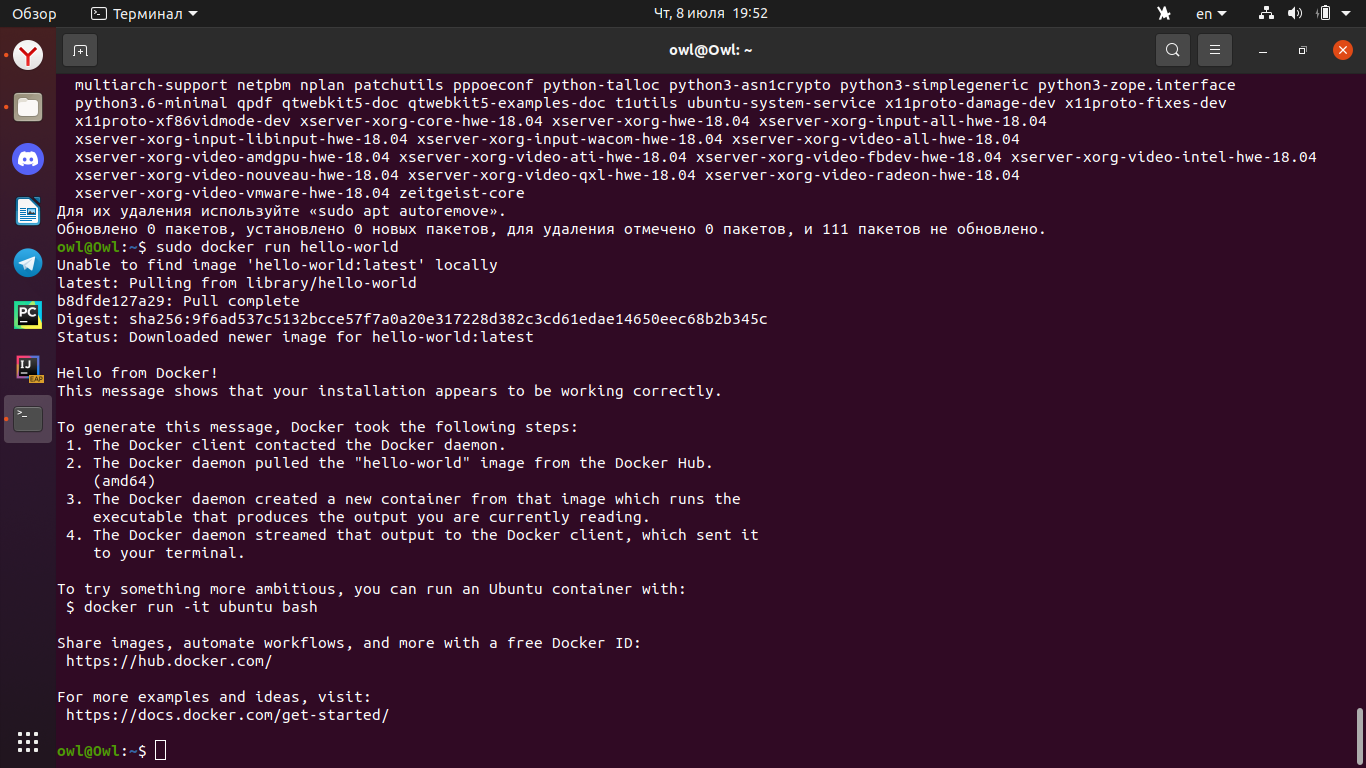 Обзор
Терминал
Чт, 8 июля 19:52
en
owl@Owl: ~
multiarch-support netpbm nplan patchutils pppoeconf python-talloc python3-asn1crypto python3-simplegeneric python3-zope.interface
python3.6-minimal qpdf qtwebkit5-doc qtwebkit5-examples-doc t1utils ubuntu-system-service x11proto-damage-dev x11proto-fixes-dev
x11proto-xf86vidmode-dev xserver-xorg-core-hwe-18.04 xserver-xorg-hwe-18.04 xserver-xorg-input-all-hwe-18.04
xserver-xorg-input-libinput-hwe-18.04 xserver-xorg-input-wacom-hwe-18.04 xserver-xorg-video-all-hwe-18.04
xserver-xorg-video-amdgpu-hwe-18.04 xserver-xorg-video-ati-hwe-18.04 xserver-xorg-video-fbdev-hwe-18.04 xserver-xorg-video-intel-hwe-18.04
xserver-xorg-video-nouveau-hwe-18.04 xserver-xorg-video-qxl-hwe-18.04 xserver-xorg-video-radeon-hwe-18.04
xserver-xorg-video-vmware-hwe-18.04 zeitgeist-core
Для их удаления используйте «sudo apt autoremove».
Обновлено 0 пакетов, установлено 0 новых пакетов, для удаления отмечено 0 пакетов, и 111 пакетов не обновлено.
owl@Owl:~$ sudo docker run hello-world
Unable to find image 'hello-world:latest' locally
latest: Pulling from library/hello-world
b8dfde127a29: Pull complete
Digest: sha256:9f6ad537c5132bcce57f7a0a20e317228d382c3cd61edae14650eec68b2b345c
Status: Downloaded newer image for hello-world:latest
Hello from Docker!
This message shows that your installation appears to be working correctly.
To generate this message, Docker took the following steps:
1. The Docker client contacted the Docker daemon.
2. The Docker daemon pulled the "hello-world" image from the Docker Hub.
(amd64)
3. The Docker daemon created a new container from that image which runs the
executable that produces the output you are currently reading.
4. The Docker daemon streamed that output to the Docker client, which sent it
to your terminal.
To try something more ambitious, you can run an Ubuntu container with:
$ docker run -it ubuntu bash
Share images, automate workflows, and more with a free Docker ID:
https://hub.docker.com/
For more examples and ideas, visit:
https://docs.docker.com/get-started/
owl@Owl:~$
PC
IJ
EAP